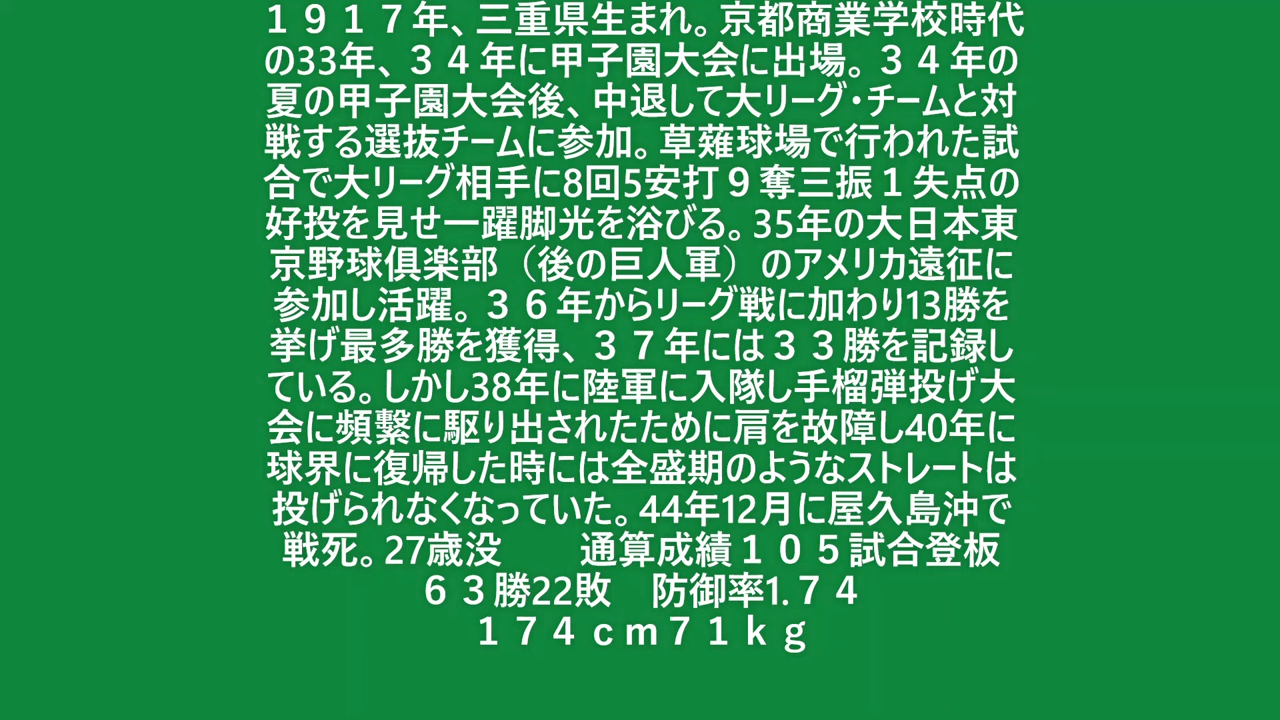 １９１７年、三重県生まれ。京都商業学校時代
の33年、３４年に甲子園大会に出場。３４年の
夏の甲子園大会後、中退して大リーグ・チームと対
戦する選抜チームに参加。草薙球場で行われた試
合で大リーグ相手に8回5安打９奪三振１失点の
好投を見せ一躍脚光を浴びる。35年の大日本東
京野球倶楽部（後の巨人軍）のアメリカ遠征に
参加し活躍。３６年からリーグ戦に加わり13勝を
挙げ最多勝を獲得、３７年には３３勝を記録し
ている。しかし38年に陸軍に入隊し手榴弾投げ大
会に頻繫に駆り出されたために肩を故障し40年に
球界に復帰した時には全盛期のようなストレートは
投げられなくなっていた。44年12月に屋久島沖で
戦死。27歳没　　通算成績１０５試合登板
６３勝22敗　防御率1.７４
１７４ｃｍ７１ｋｇ